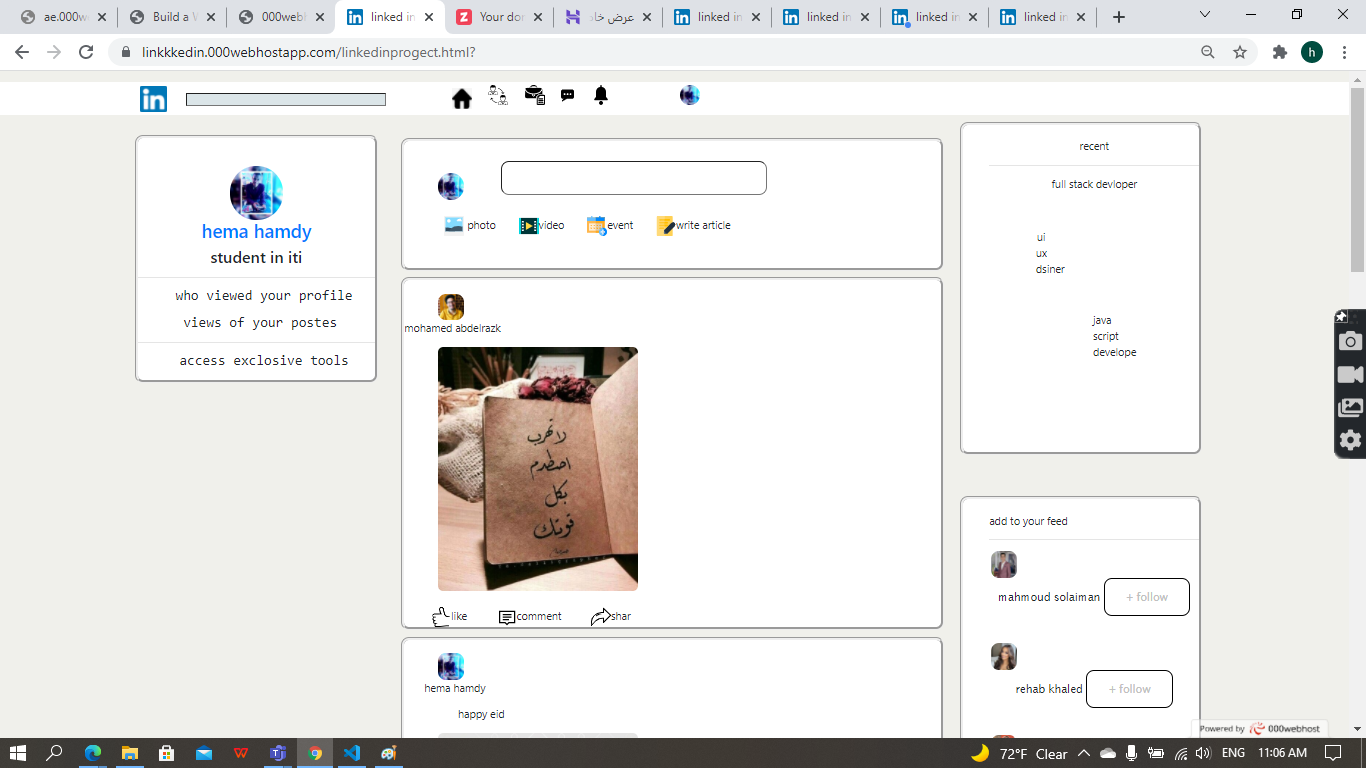 ae.000we
Build a W
000webh
linked in
Your dor
عرض خاد
linked in
linked in
linked in
linked in
linkkkedin.000webhostapp.com/linkedinprogect.html?
h
in
hema hamdy
student in iti
who viewed your profile
views of your postes
access exclosive tools
photo video event write article
mohamed abdelrazk
لا تهرب
اصطدم
بكل
قوتك
like comment shar
hema hamdy
happy eid
recent
full stack devloper
ui
ux
dsiner
java
script
develope
add to your feed
mahmoud solaiman + follow
rehab khaled + follow
Powered by 000webhost
72°F Clear ENG 11:06 AM